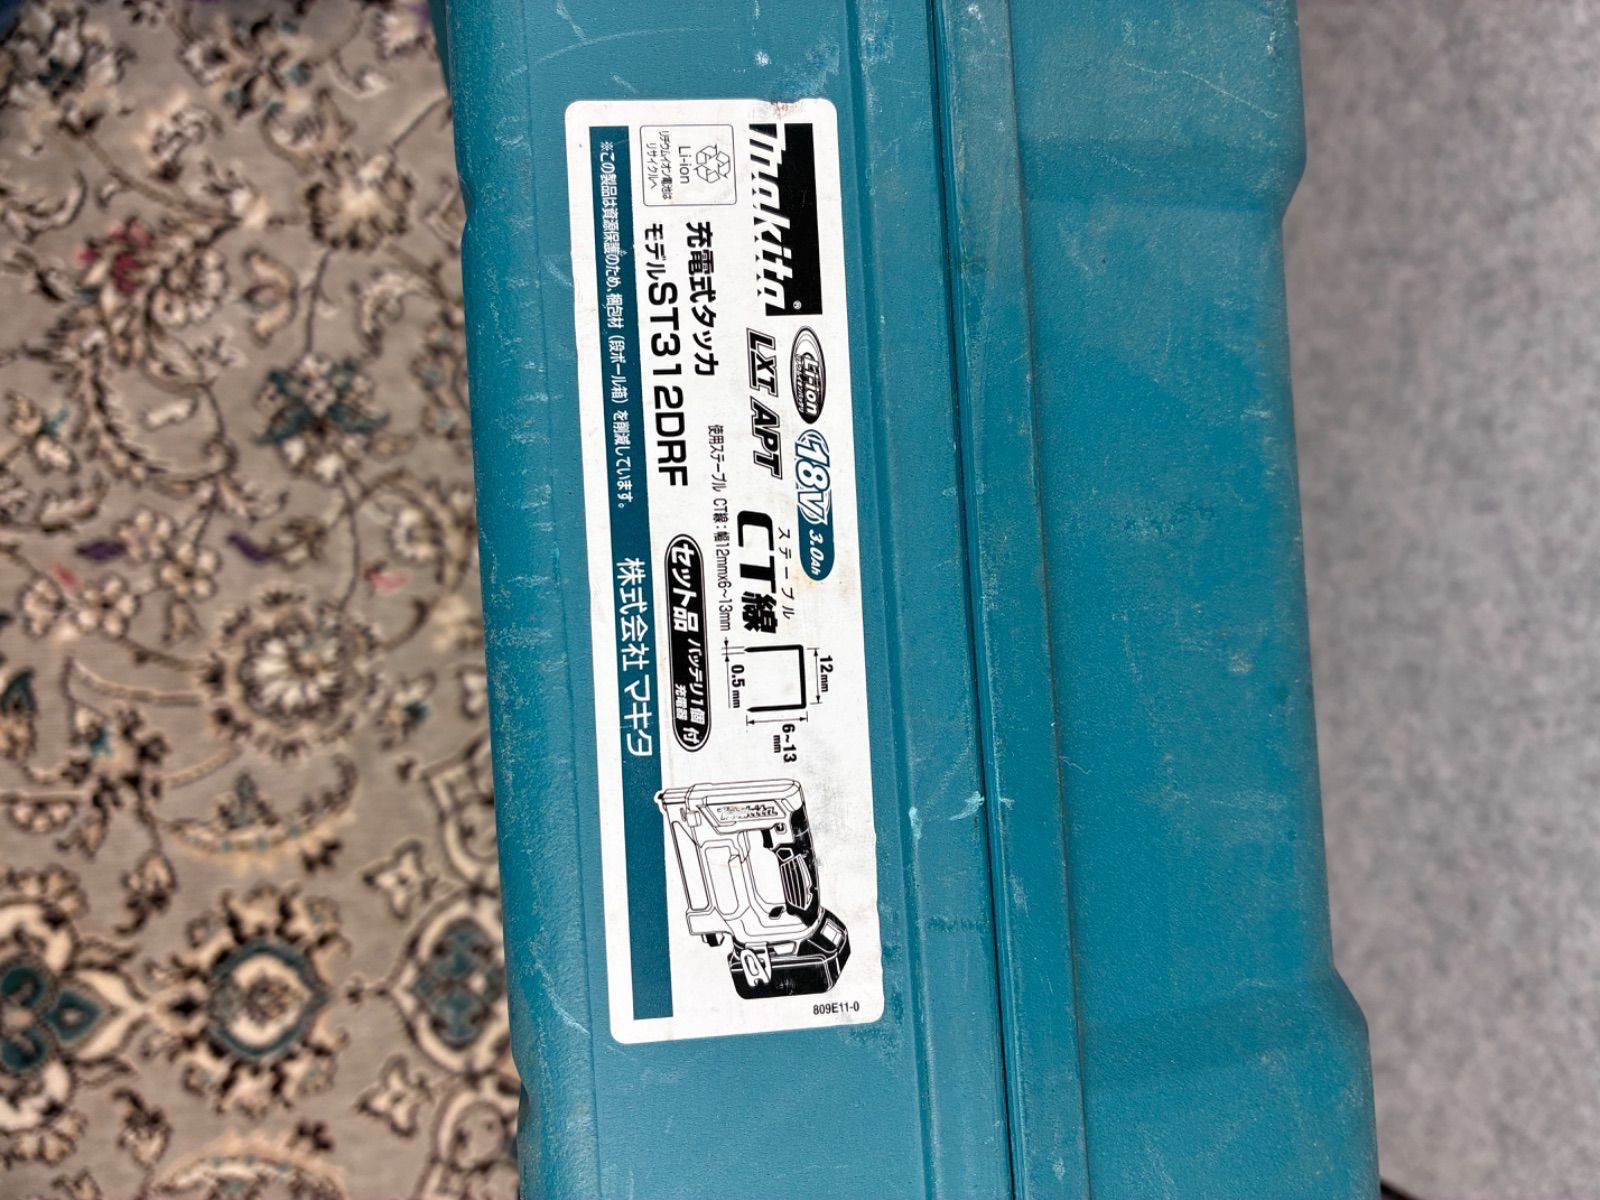 makita®
Li-ion
18V 3.0Ah
LXT APT
ステープル
CT線
12mm
6~13
mm
0.5mm
使用ステープル CT線:幅12mmx6~13mm
Li-ion
リチウムイオン電池は
リサイクルへ
充電式タッカ
モデルST312DRF
セット品 バッテリ1個
充電器 付
※この製品は資源保護のため、梱包材(段ボール箱)を削減しています。
株式会社 マキタ
809E11-0